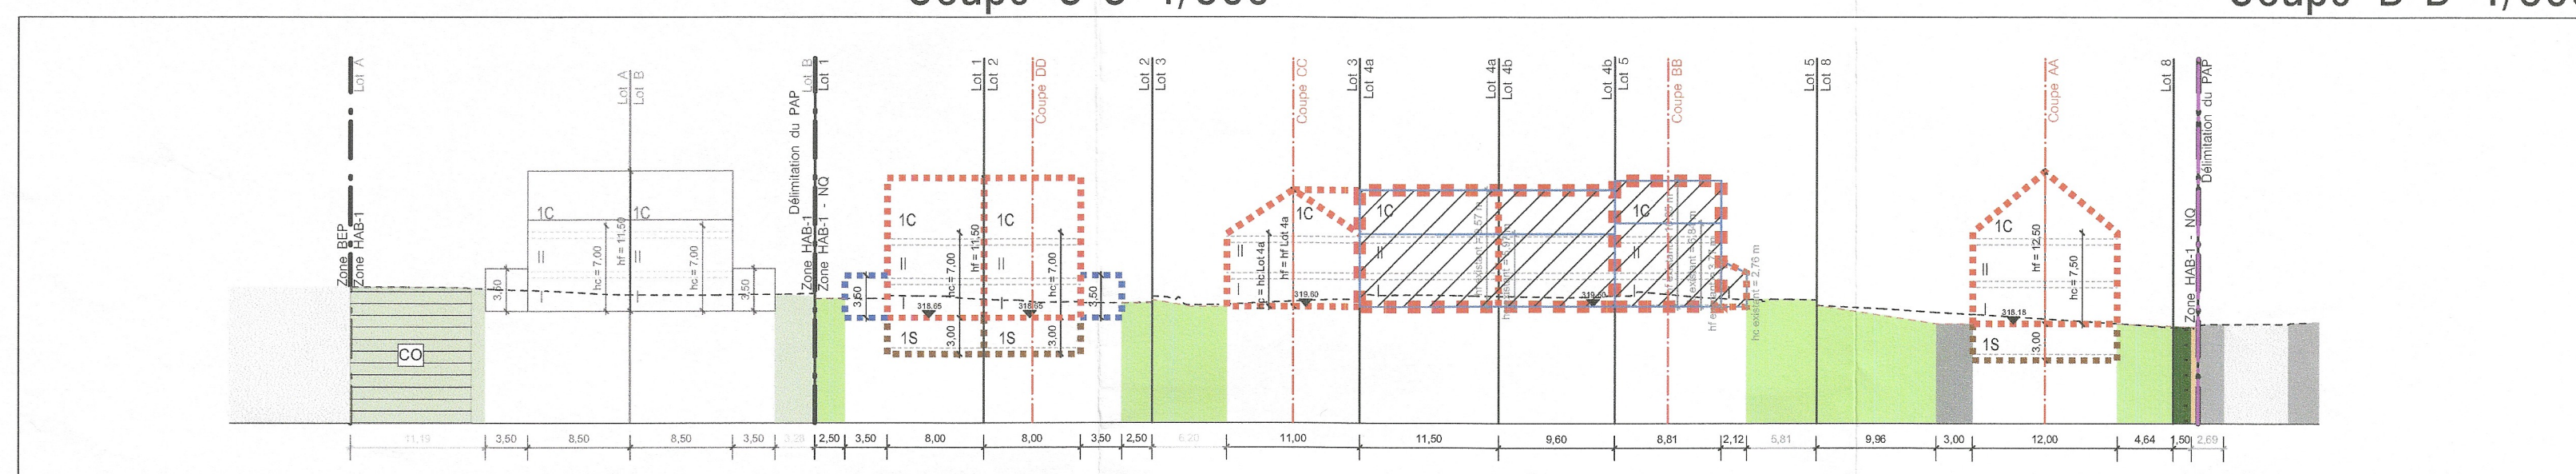 Lot A
Lot A
Lot B
Lot B
Lot 1
Lot 1
Lot 2
Coupe DD
Lot 2
Lot 3
Coupe CC
Lot 3
Lot 4a
Lot 4a
Lot 4b
Lot 4b
Lot 5
Coupe BB
Lot 5
Lot 8
Coupe AA
Lot 8
Délimitation du PAP
Délimitation du PAP
Zone BEP
Zone HAB-1
Zone HAB-1
Zone HAB-1 - NQ
Zone HAB-1 - NQ
1C
1C
II
II
I
I
hc = 7,00
hf = 11,50
hc = 7,00
3,50
3,50
3,50
1C
1C
II
II
I
I
hc = 7,00
hf = 11,50
hc = 7,00
3,50
318.65
318.65
1S
1S
3,00
3,00
1C
II
I
hc = hc Lot 4a
hf = hf Lot 4a
319.60
1C
II
I
319.60
1C
II
I
hc existant = 2.76 m
1C
II
I
hf = 12,50
hc = 7,50
318.18
1S
3,00
CO
11,19 3,50 8,50 8,50 3,50 2,50 3,50 8,00 8,00 3,50 2,50 6.20 11,00 11,50 9,60 8,81 2,12 5,81 9,96 3,00 12,00 4,64 1,50 2,69